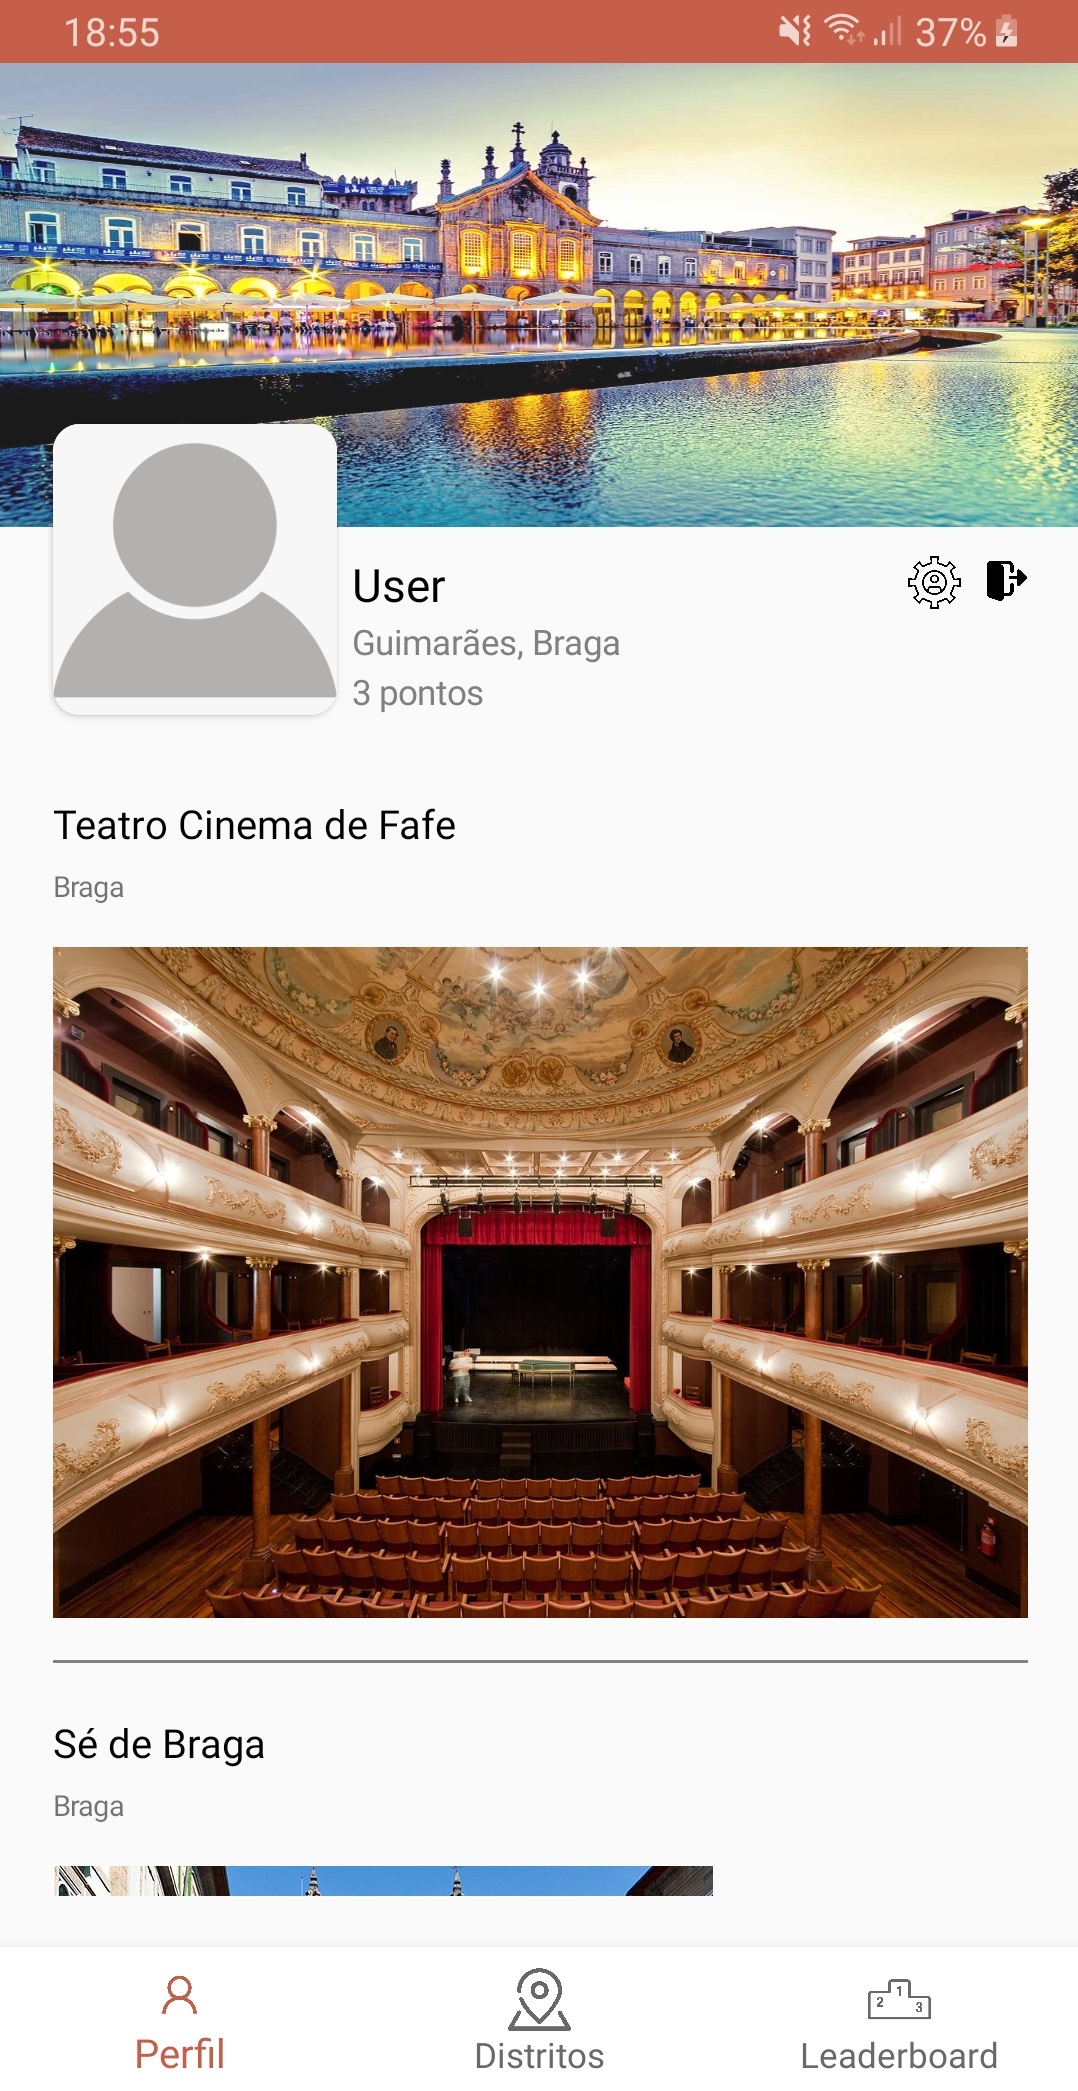 18:55
37%
User
Guimarães, Braga
3 pontos
Teatro Cinema de Fafe
Braga
Sé de Braga
Braga
1
2
3
Perfil
Distritos
Leaderboard